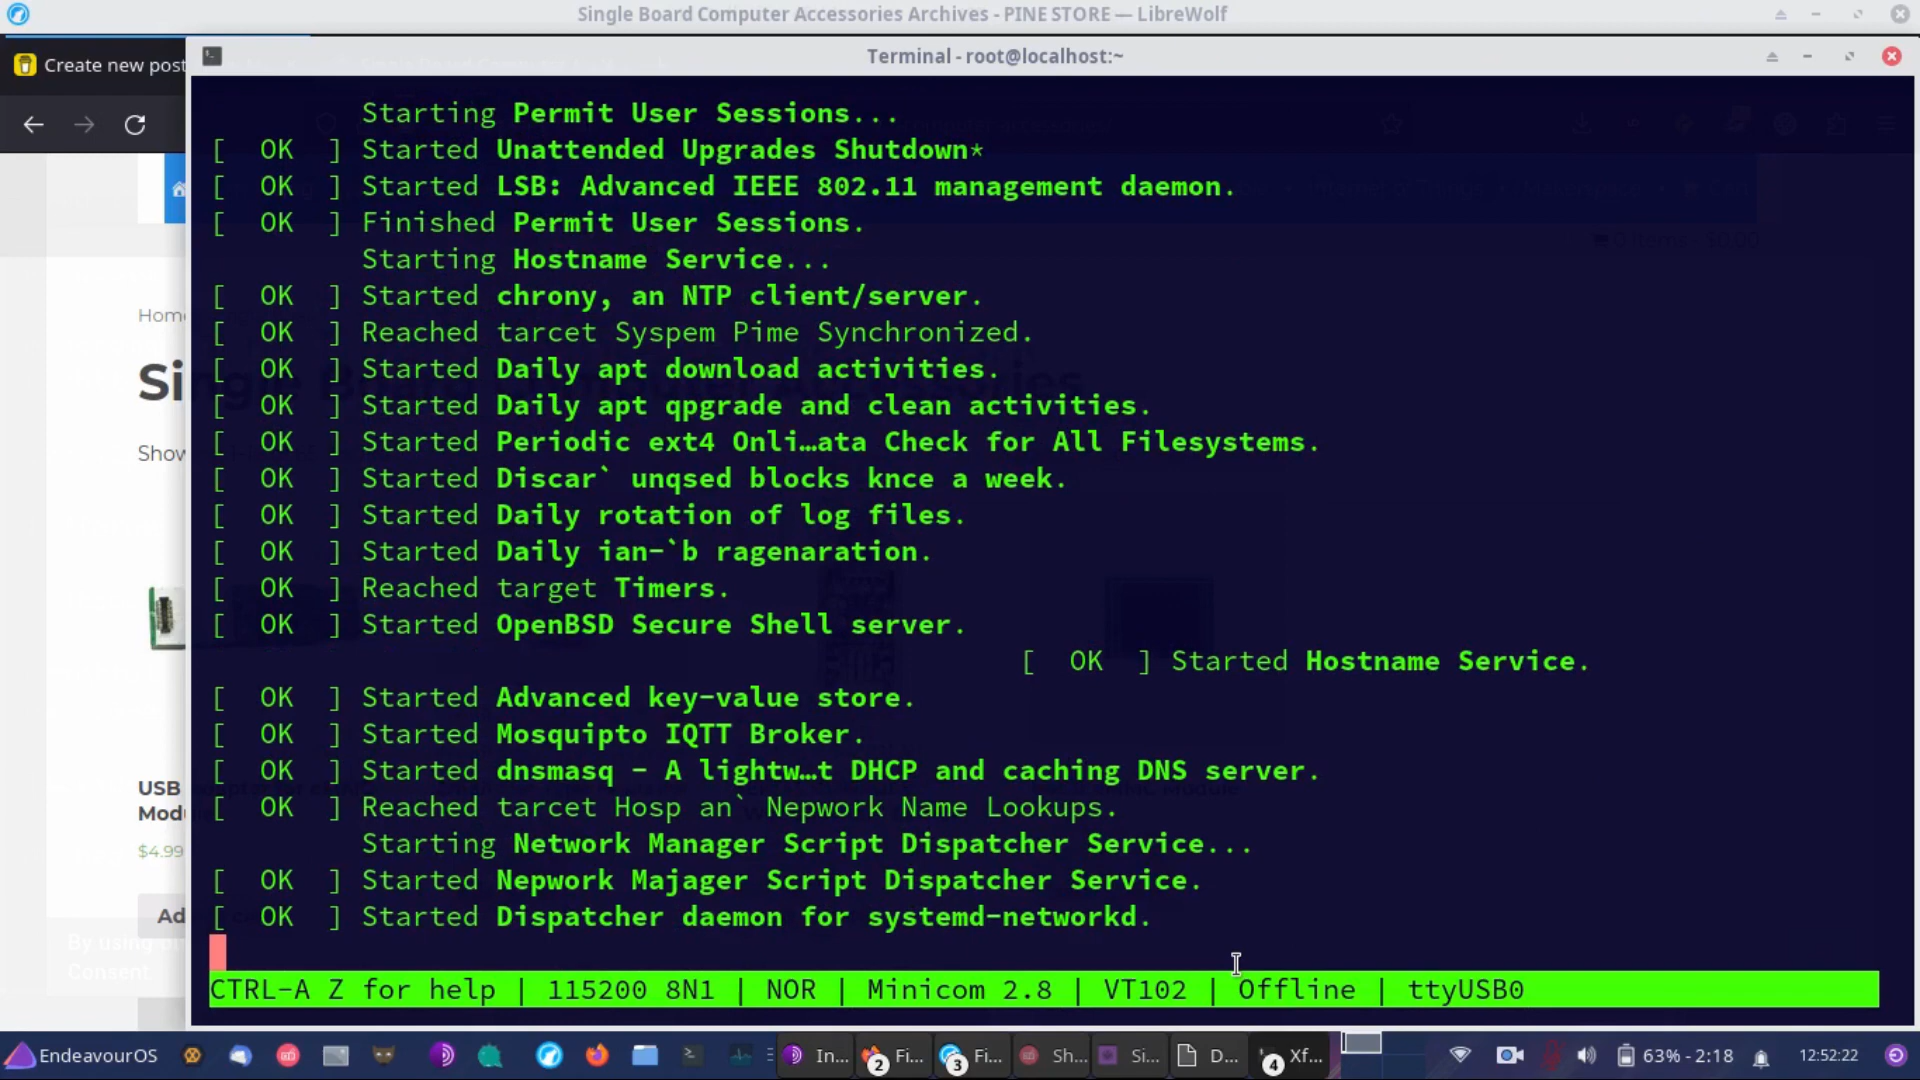 Single Board Computer Accessories Archives - PINE STORE — LibreWolf
Create new post
Terminal - root@localhost:~
Starting Permit User Sessions...
[  OK  ] Started Unattended Upgrades Shutdown*
[  OK  ] Started LSB: Advanced IEEE 802.11 management daemon.
[  OK  ] Finished Permit User Sessions.
Starting Hostname Service...
[  OK  ] Started chrony, an NTP client/server.
[  OK  ] Reached tarcet Syspem Pime Synchronized.
[  OK  ] Started Daily apt download activities.
[  OK  ] Started Daily apt qpgrade and clean activities.
[  OK  ] Started Periodic ext4 Onli…ata Check for All Filesystems.
[  OK  ] Started Discar` unqsed blocks knce a week.
[  OK  ] Started Daily rotation of log files.
[  OK  ] Started Daily ian-`b ragenaration.
[  OK  ] Reached target Timers.
[  OK  ] Started OpenBSD Secure Shell server.
[  OK  ] Started Hostname Service.
[  OK  ] Started Advanced key-value store.
[  OK  ] Started Mosquipto IQTT Broker.
[  OK  ] Started dnsmasq - A lightw…t DHCP and caching DNS server.
[  OK  ] Reached tarcet Hosp an` Nepwork Name Lookups.
Starting Network Manager Script Dispatcher Service...
[  OK  ] Started Nepwork Majager Script Dispatcher Service.
[  OK  ] Started Dispatcher daemon for systemd-networkd.
CTRL-A Z for help | 115200 8N1 | NOR | Minicom 2.8 | VT102 | Offline | ttyUSB0
Hom
Si
Show
USB
Modu
$4.99
Ad
By using
Consent
EndeavourOS
In...
2 Fi...
3 Fi...
Sh...
Si...
D...
4 Xf...
63% - 2:18
12:52:22